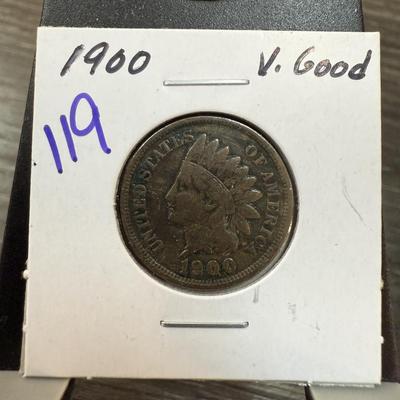 1900 V. Good
119
UNITED STATES OF AMERICA
1900